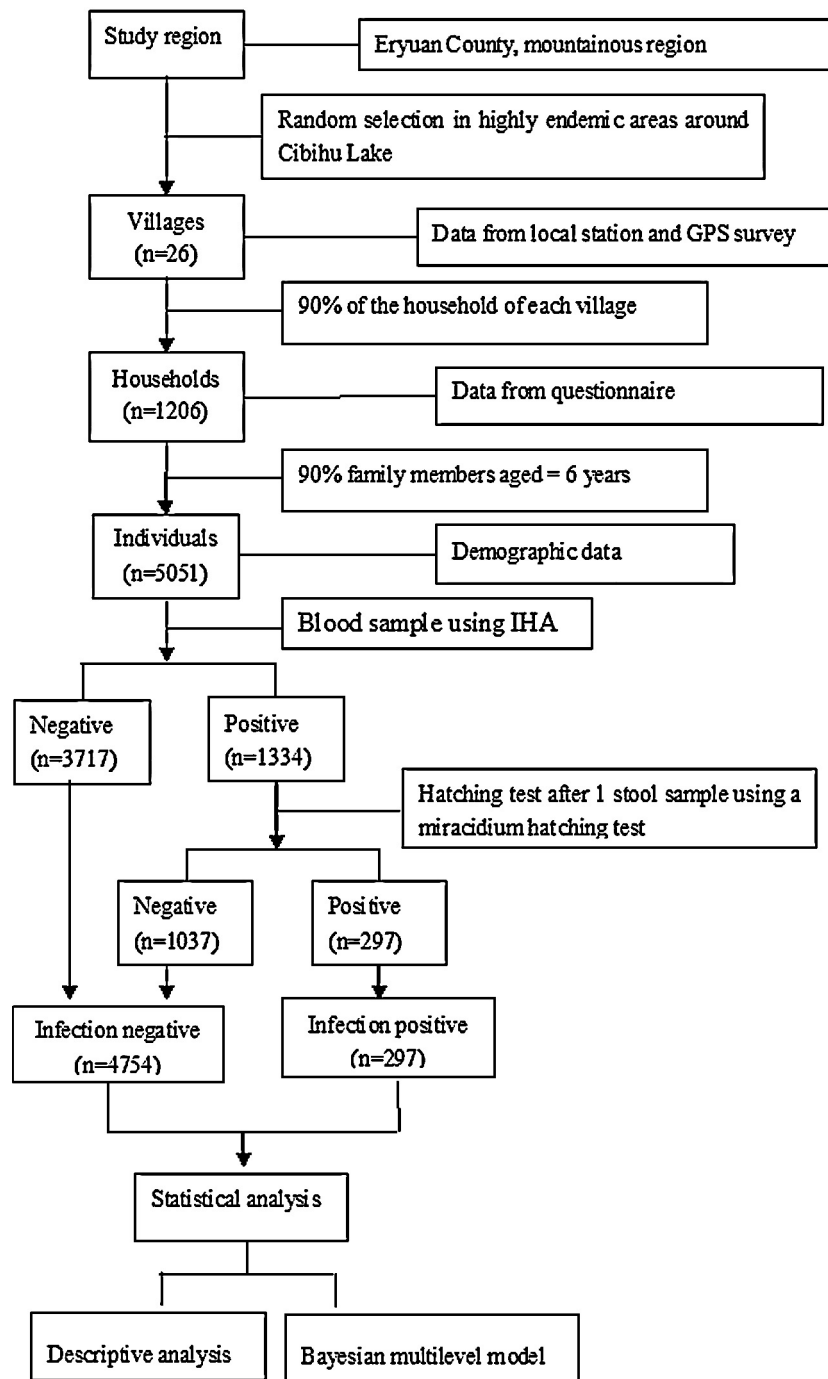 Study region
Eryuan County, mountainous region
Random selection in highly endemic areas around
Cibihu Lake
Villages
(n=26)
Data from local station and GPS survey
90% of the household of each village
Households
(n=1206)
Data from questionnaire
90% family members aged = 6 years
Individuals
(n=5051)
Demographic data
Blood sample using IHA
Negative
(n=3717)
Positive
(n=1334)
Hatching test after 1 stool sample using a
miracidium hatching test
Negative
(n=1037)
Positive
(n=297)
Infection negative
(n=4754)
Infection positive
(n=297)
Statistical analysis
Descriptive analysis
Bayesian multilevel model